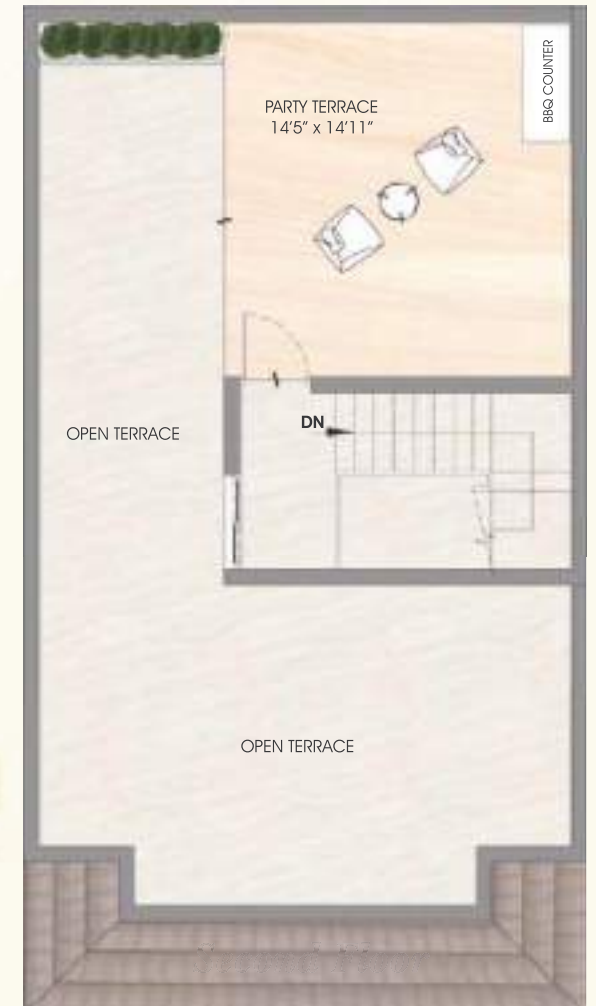 BBQ COUNTER
PARTY TERRACE
14'5" x 14'11"
DN
OPEN TERRACE
OPEN TERRACE